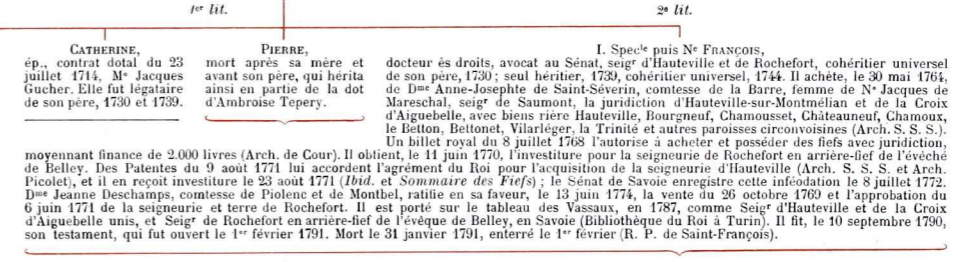 1er lit.
2e lit.
CATHERINE,
ép., contrat dotal du 23
juillet 1714, Me Jacques
Gucher. Elle fut légataire
de son père, 1730 et 1739.
PIERRE,
mort après sa mère et
avant son père, qui hérita
ainsi en partie de la dot
d'Ambroise Tepery.
I. Specle puis Ne FRANÇOIS,
docteur ès droits, avocat au Sénat, seigr d'Hauteville et de Rochefort, cohéritier universel
de son père, 1730 ; seul héritier, 1739, cohéritier universel, 1744. Il achète, le 30 mai 1764,
de Dme Anne-Josephte de Saint-Séverin, comtesse de la Barre, femme de Ne Jacques de
Mareschal, seigr de Saumont, la juridiction d'Hauteville-sur-Montmélian et de la Croix
d'Aiguebelle, avec biens rière Hauteville, Bourgneuf, Chamousset, Châteauneuf, Chamoux,
le Betton, Bettonet, Vilarléger, la Trinité et autres paroisses circonvoisines (Arch. S. S. S.).
Un billet royal du 8 juillet 1768 l'autorise à acheter et posséder des fiefs avec juridiction,
moyennant finance de 2.000 livres (Arch. de Cour). Il obtient, le 11 juin 1770, l'investiture pour la seigneurie de Rochefort en arrière-fief de l'évêché
de Belley. Des Patentes du 9 août 1771 lui accordent l'agrément du Roi pour l'acquisition de la seigneurie d'Hauteville (Arch. S. S. S. et Arch.
Picolet), et il en reçoit investiture le 23 août 1771 (Ibid. et Sommaire des Fiefs) ; le Sénat de Savoie enregistre cette inféodation le 8 juillet 1772.
Dme Jeanne Deschamps, comtesse de Piolenc et de Montbel, ratifie en sa faveur, le 13 juin 1774, la vente du 26 octobre 1769 et l'approbation du
6 juin 1771 de la seigneurie et terre de Rochefort. Il est porté sur le tableau des Vassaux, en 1787, comme Seigr d'Hauteville et de la Croix
d'Aiguebelle unis, et Seigr de Rochefort en arrière-fief de l'évêque de Belley, en Savoie (Bibliothèque du Roi à Turin). Il fit, le 10 septembre 1790,
son testament, qui fut ouvert le 1er février 1791. Mort le 31 janvier 1791, enterré le 1er février (R. P. de Saint-François).